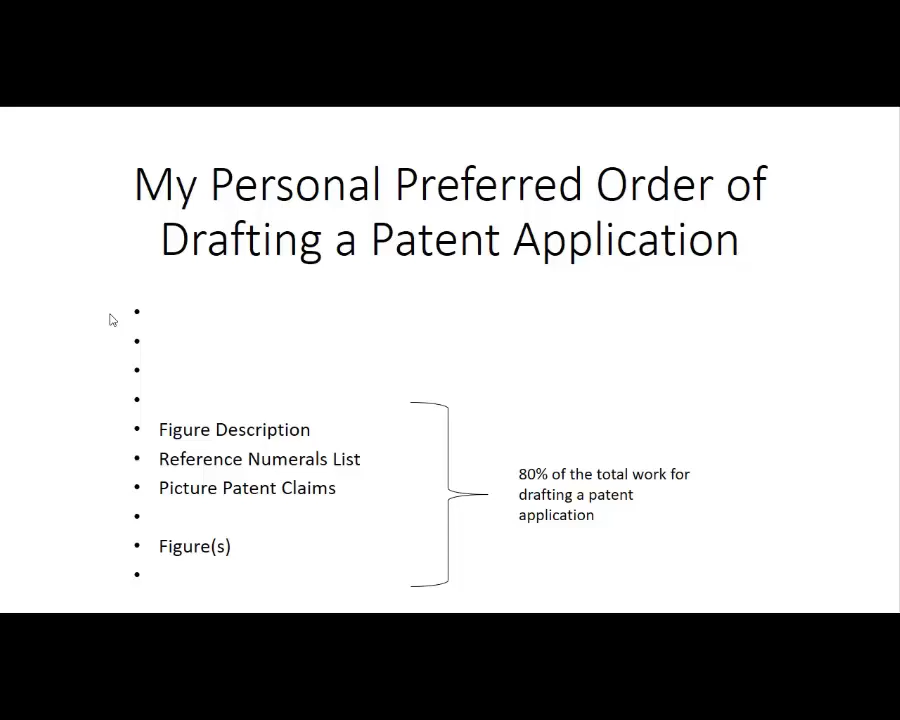 My Personal Preferred Order of
Drafting a Patent Application
•
•
•
•
• Figure Description
• Reference Numerals List
• Picture Patent Claims
•
• Figure(s)
•
80% of the total work for
drafting a patent
application